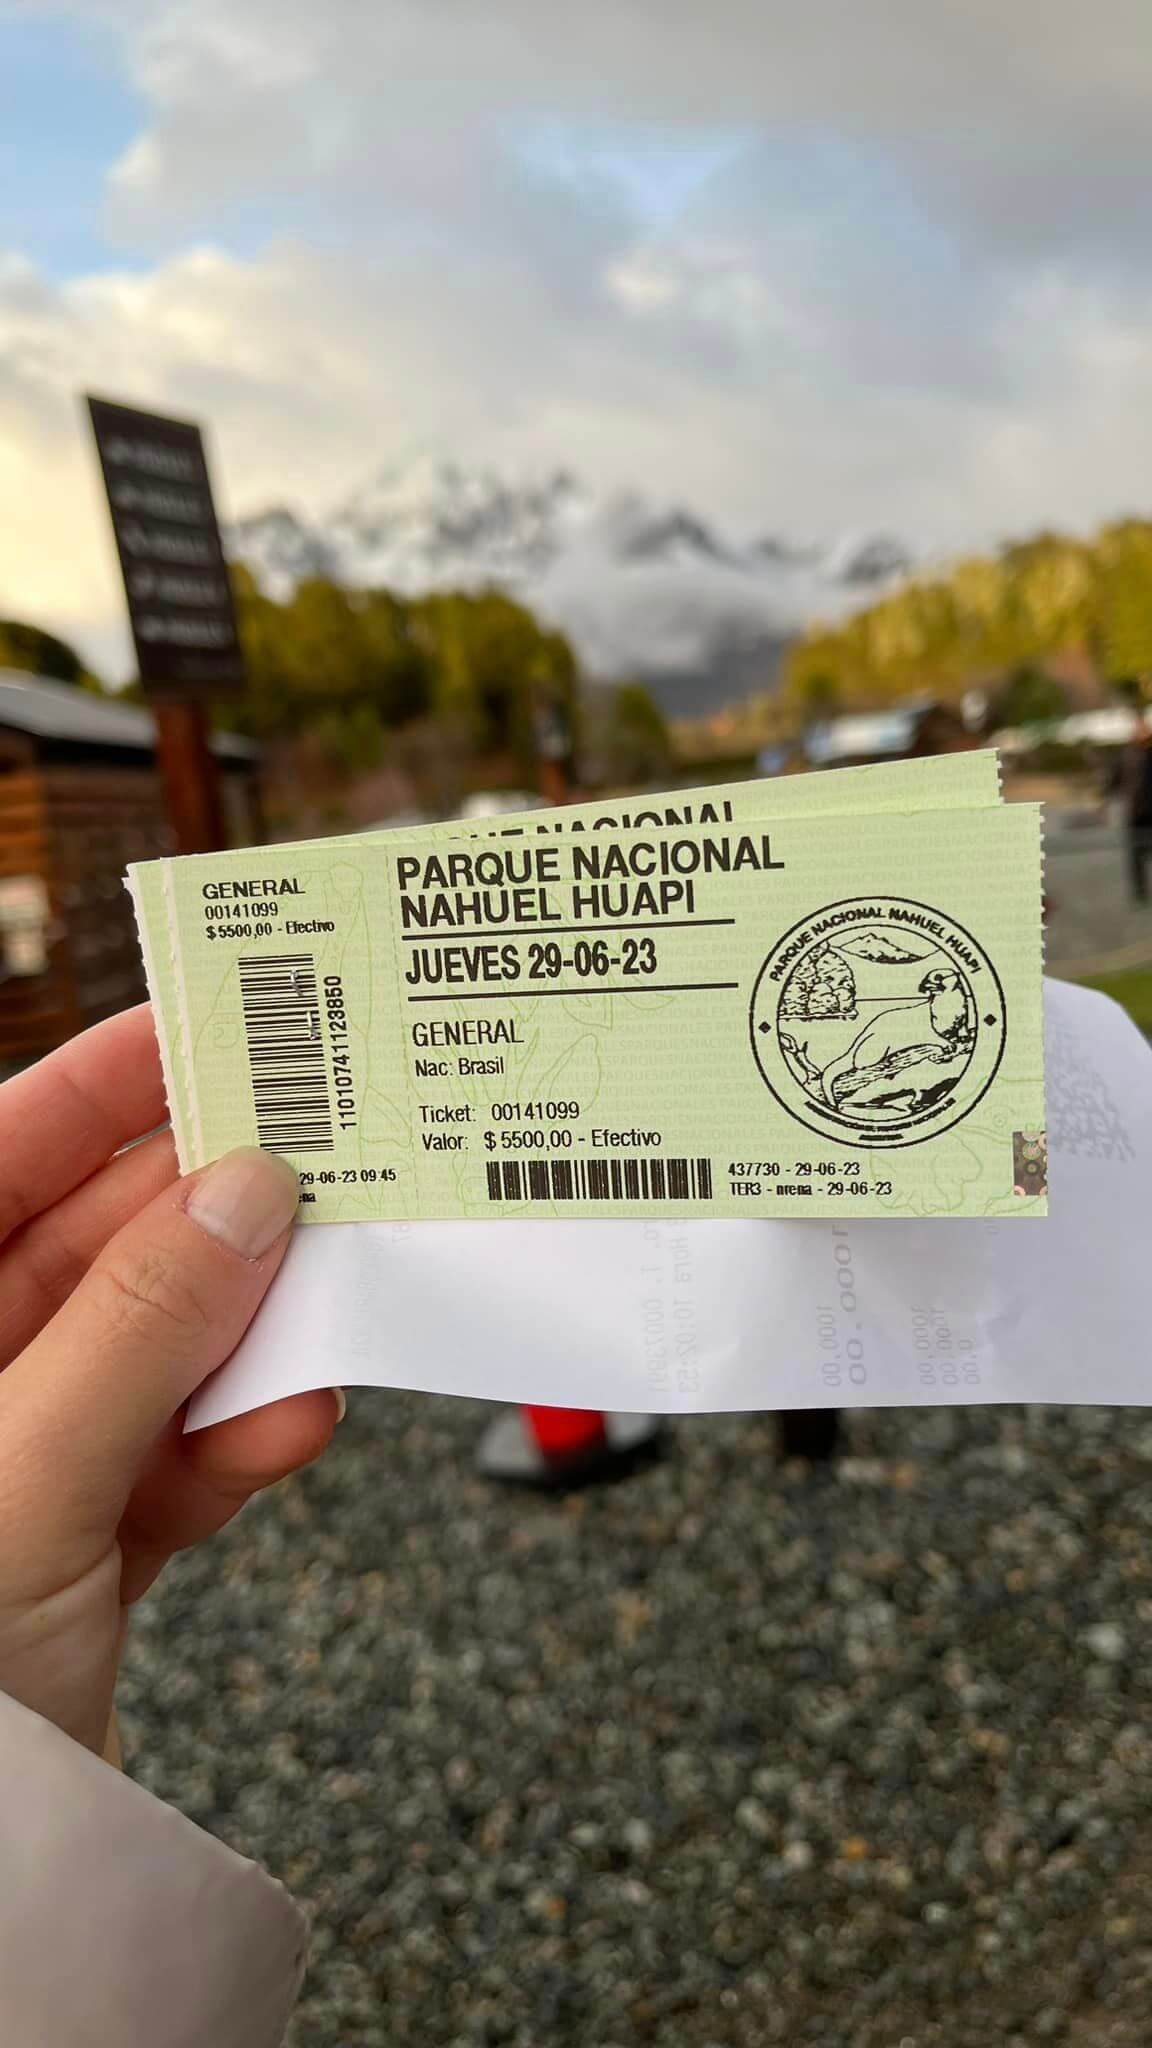 PARQUE NACIONAL
GENERAL
00141099
$ 5500,00 - Efectivo
11010741123850
29-06-23 09:45
PARQUE NACIONAL
NAHUEL HUAPI
JUEVES 29-06-23
GENERAL
Nac: Brasil
Ticket: 00141099
Valor: $ 5500,00 - Efectivo
437730 - 29-06-23
TER3 - nrena - 29-06-23
PARQUE NACIONAL NAHUEL HUAPI